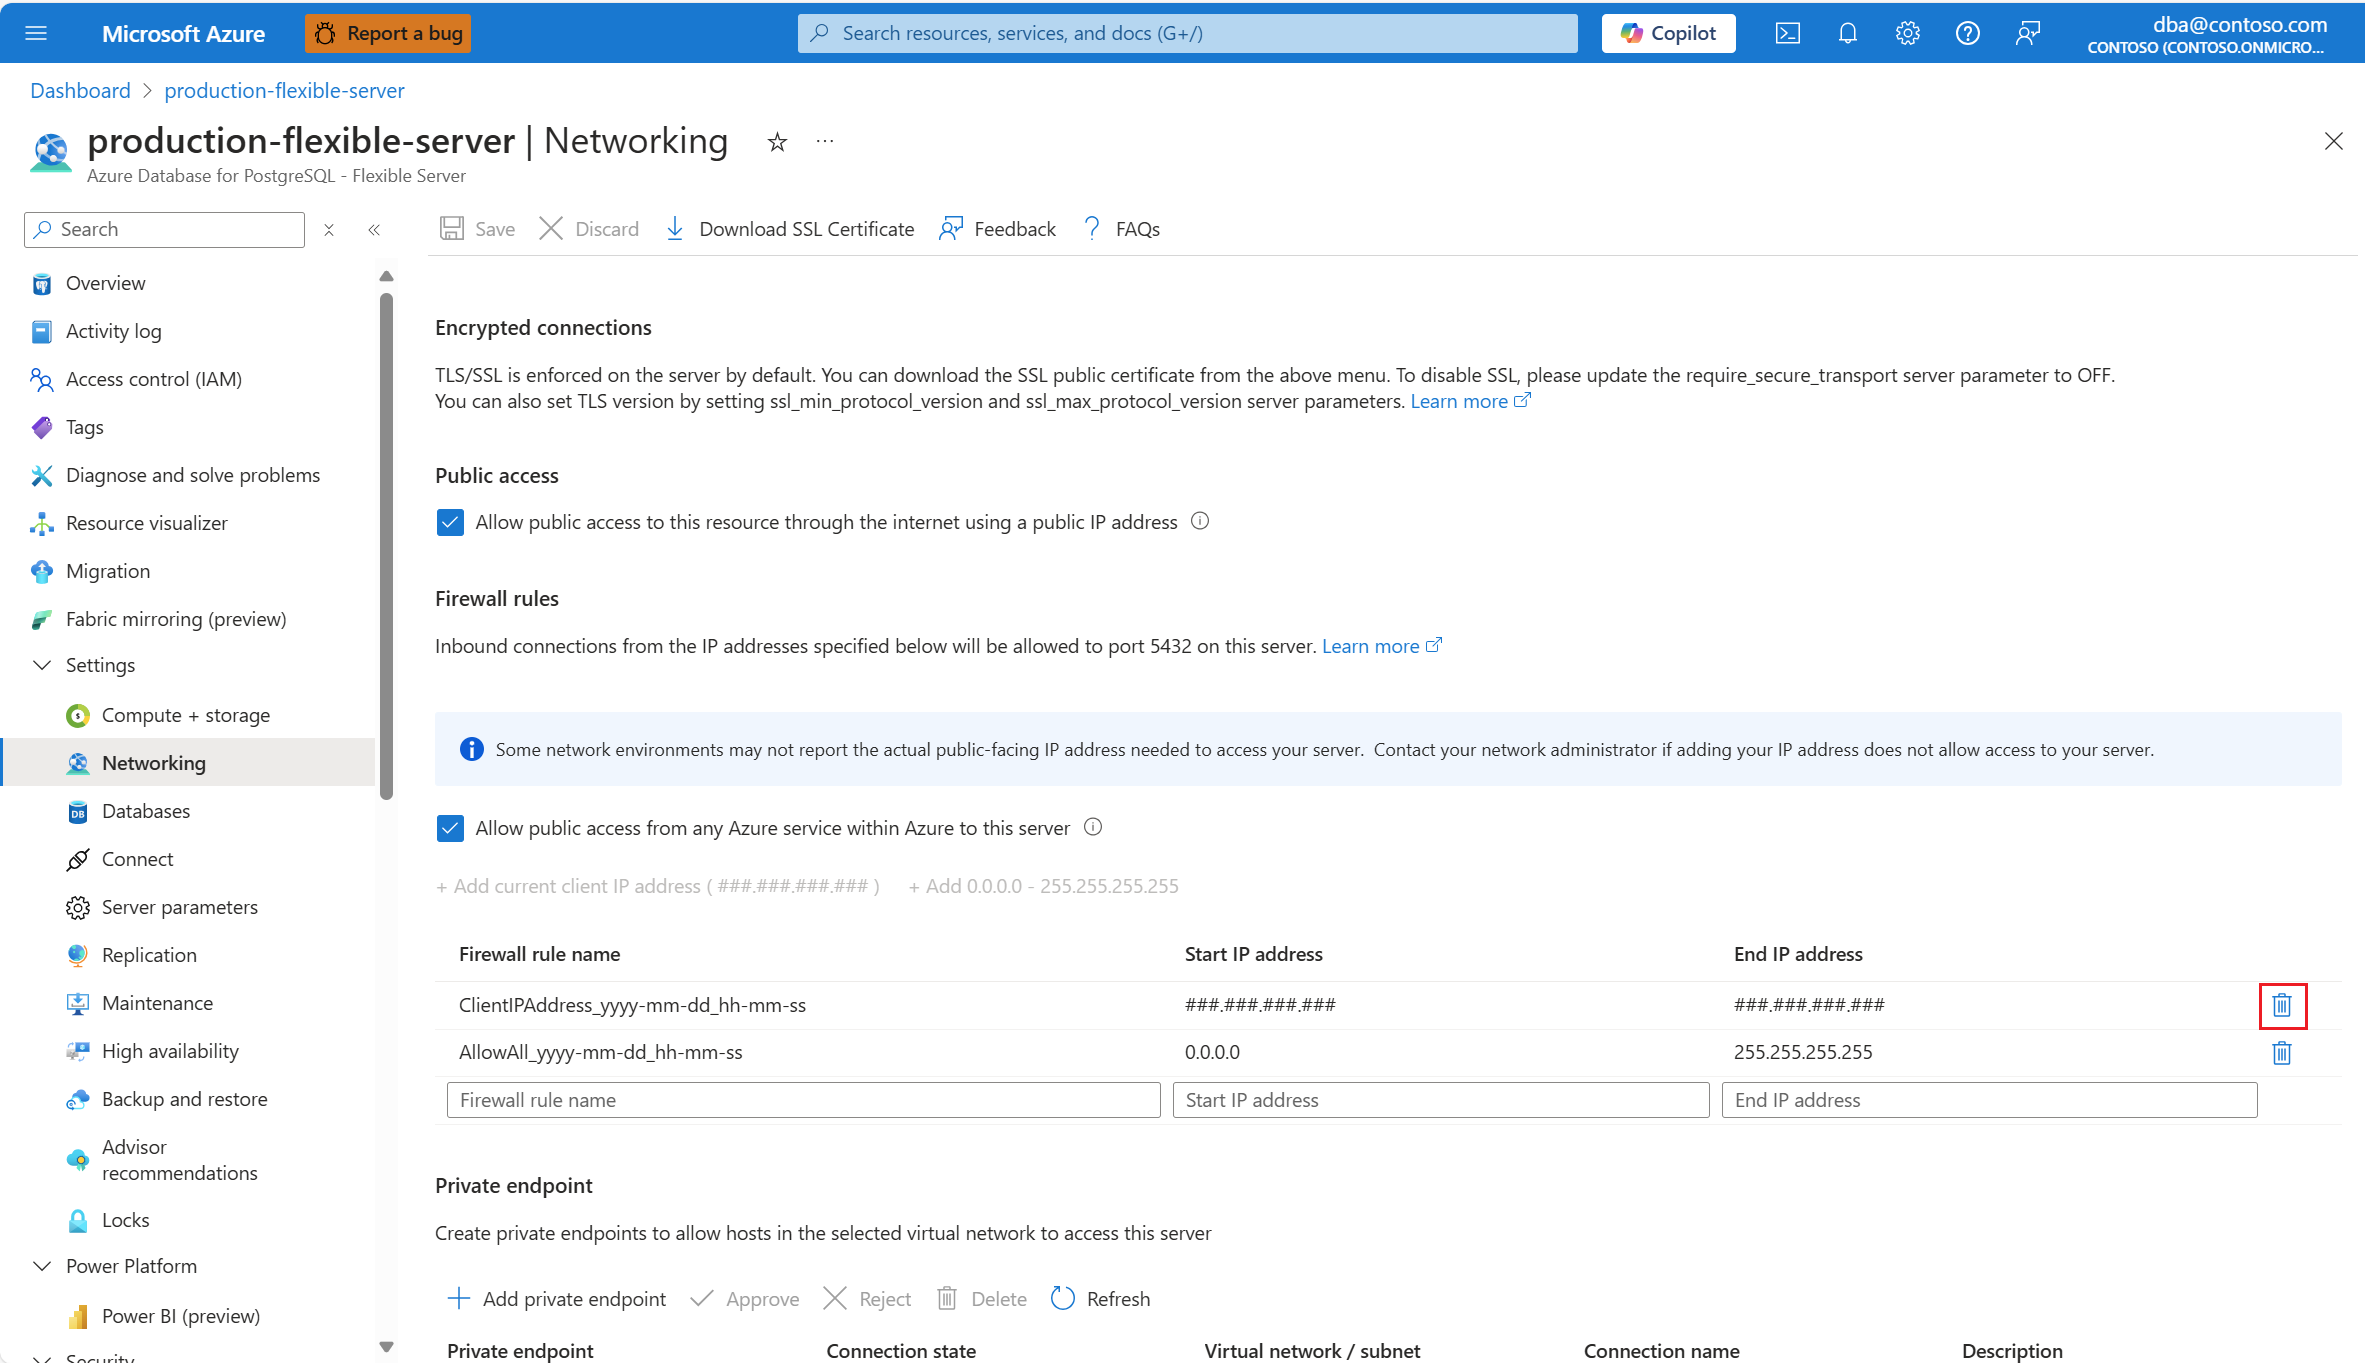 Microsoft Azure
Report a bug
Search resources, services, and docs (G+/)
Copilot
dba@contoso.com
CONTOSO (CONTOSO.ONMICRO...
Dashboard > production-flexible-server
production-flexible-server | Networking
Azure Database for PostgreSQL - Flexible Server
Search
Save
Discard
Download SSL Certificate
Feedback
FAQs
Overview
Activity log
Access control (IAM)
Tags
Diagnose and solve problems
Resource visualizer
Migration
Fabric mirroring (preview)
Settings
Compute + storage
Networking
Databases
Connect
Server parameters
Replication
Maintenance
High availability
Backup and restore
Advisor
recommendations
Locks
Power Platform
Power BI (preview)
Security
Encrypted connections
TLS/SSL is enforced on the server by default. You can download the SSL public certificate from the above menu. To disable SSL, please update the require_secure_transport server parameter to OFF.
You can also set TLS version by setting ssl_min_protocol_version and ssl_max_protocol_version server parameters. Learn more
Public access
Allow public access to this resource through the internet using a public IP address
Firewall rules
Inbound connections from the IP addresses specified below will be allowed to port 5432 on this server. Learn more
Some network environments may not report the actual public-facing IP address needed to access your server. Contact your network administrator if adding your IP address does not allow access to your server.
Allow public access from any Azure service within Azure to this server
+ Add current client IP address ( ###.###.###.### ) + Add 0.0.0.0 - 255.255.255.255
Firewall rule name Start IP address End IP address
ClientIPAddress_yyyy-mm-dd_hh-mm-ss ###.###.###.### ###.###.###.###
AllowAll_yyyy-mm-dd_hh-mm-ss 0.0.0.0 255.255.255.255
Firewall rule name Start IP address End IP address
Private endpoint
Create private endpoints to allow hosts in the selected virtual network to access this server
Add private endpoint Approve Reject Delete Refresh
Private endpoint Connection state Virtual network / subnet Connection name Description